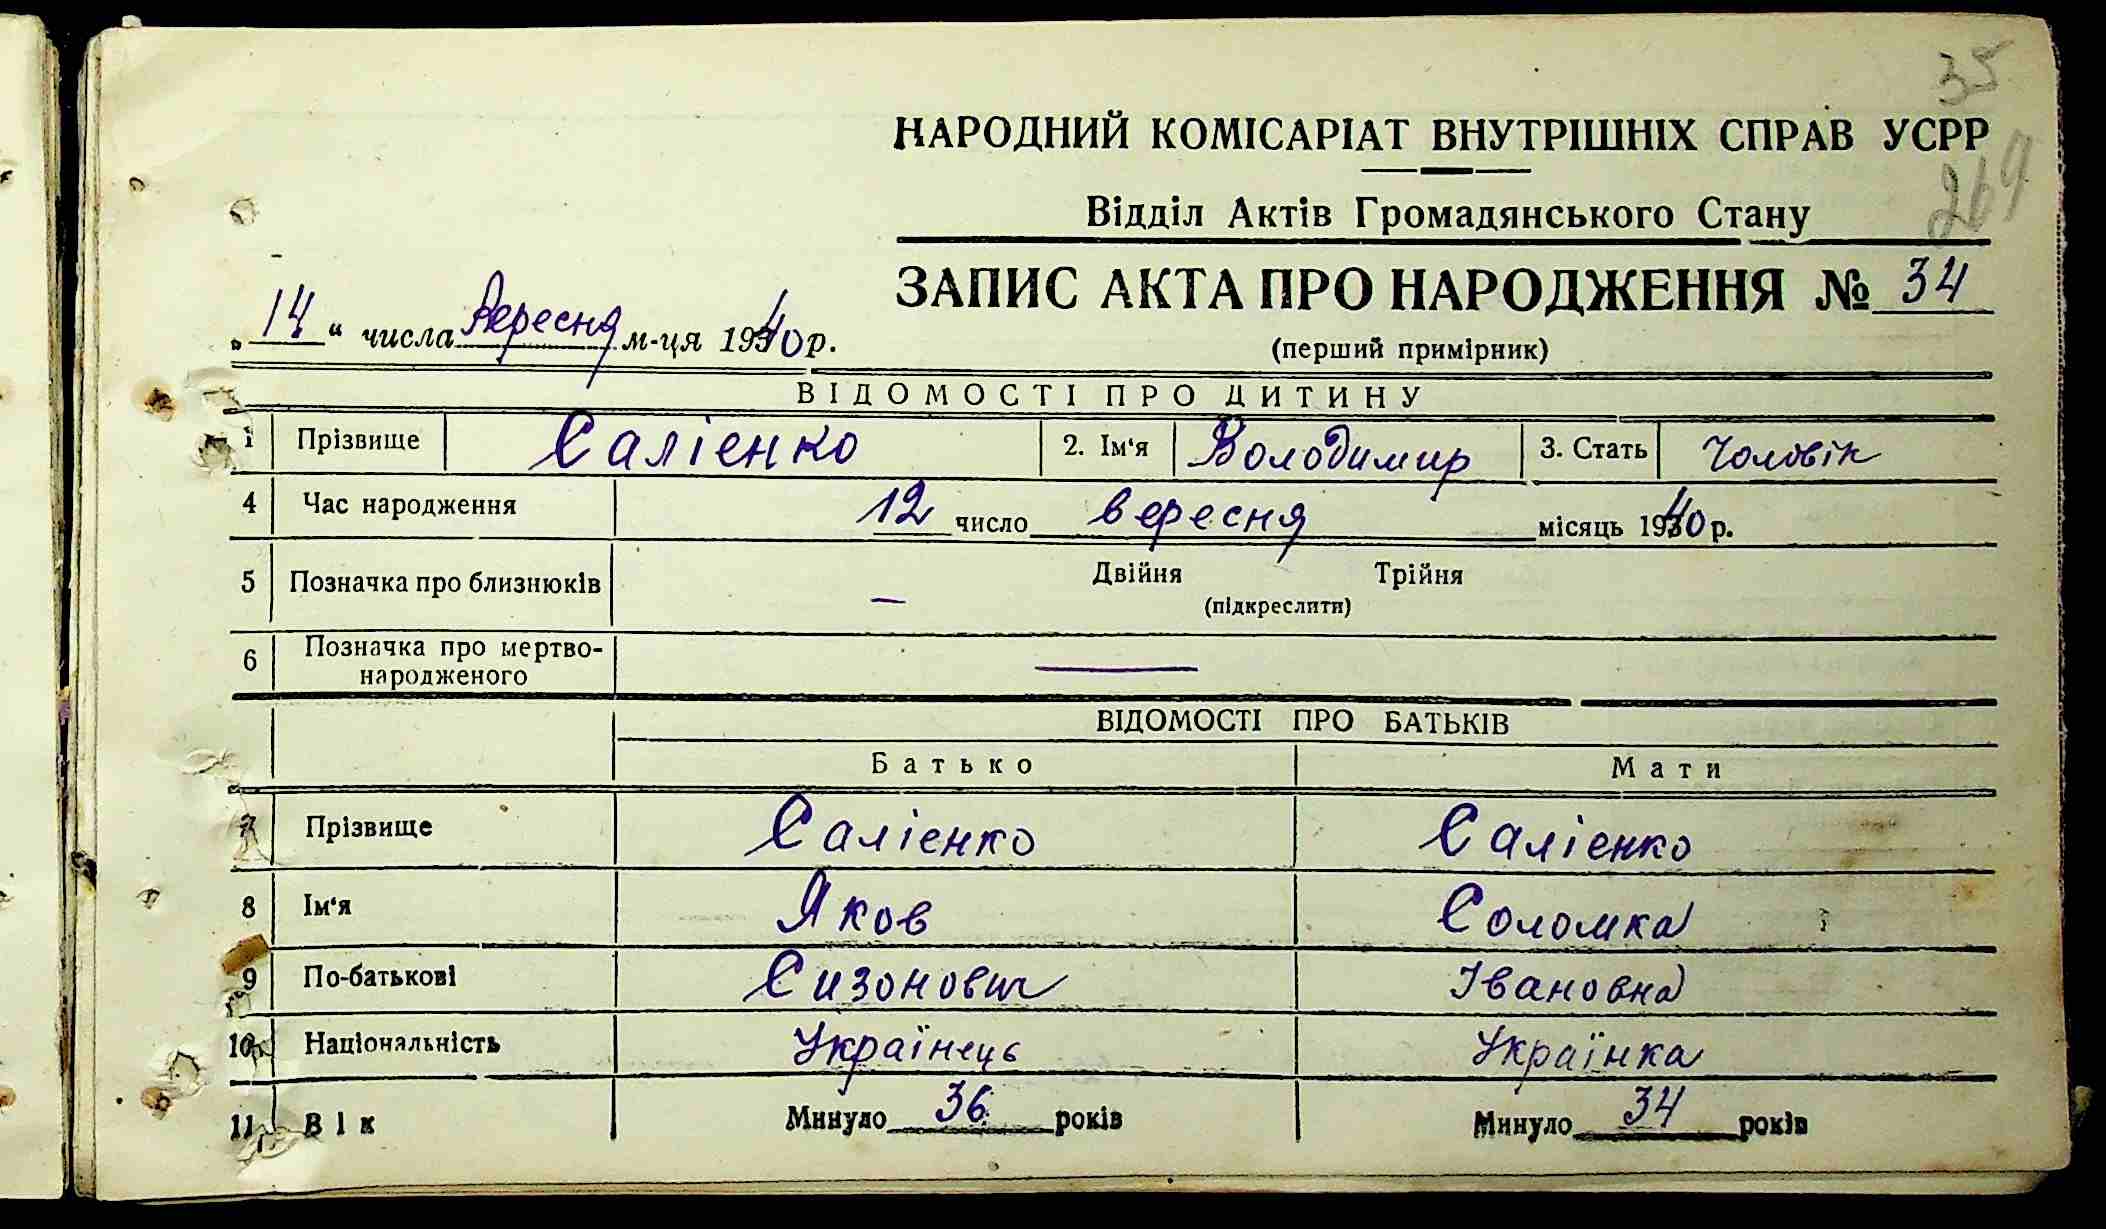 35
НАРОДНИЙ КОМІСАРІАТ ВНУТРІШНІХ СПРАВ УСРР
269
Відділ Актів Громадянського Стану
ЗАПИС АКТА ПРО НАРОДЖЕННЯ № 34
„14" числа Вересня м-ця 1940 р.
(перший примірник)
ВІДОМОСТІ ПРО ДИТИНУ
1 Прізвище Саліенко 2. Ім'я Володимир 3. Стать Чоловік
4 Час народження 12 число вересня місяць 1940 р.
5 Позначка про близнюків — Двійня Трійня
(підкреслити)
6 Позначка про мертво-
народженого —
ВІДОМОСТІ ПРО БАТЬКІВ
Батько Мати
7 Прізвище Саліенко Саліенко
8 Ім'я Яков Соломка
9 По-батькові Сизонович Івановна
10 Національність Українець Українка
11 Вік Минуло 36 років Минуло 34 років